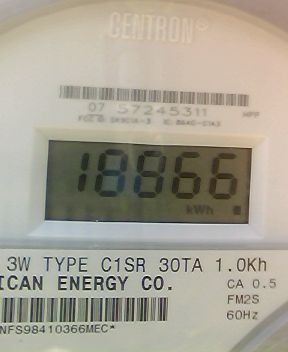 CENTRON®
07 57245311
18866
kWh
3W TYPE C1SR 30TA 1.0Kh
ICAN ENERGY CO. CA 0.5
FM2S
NFS98410366MEC* 60Hz